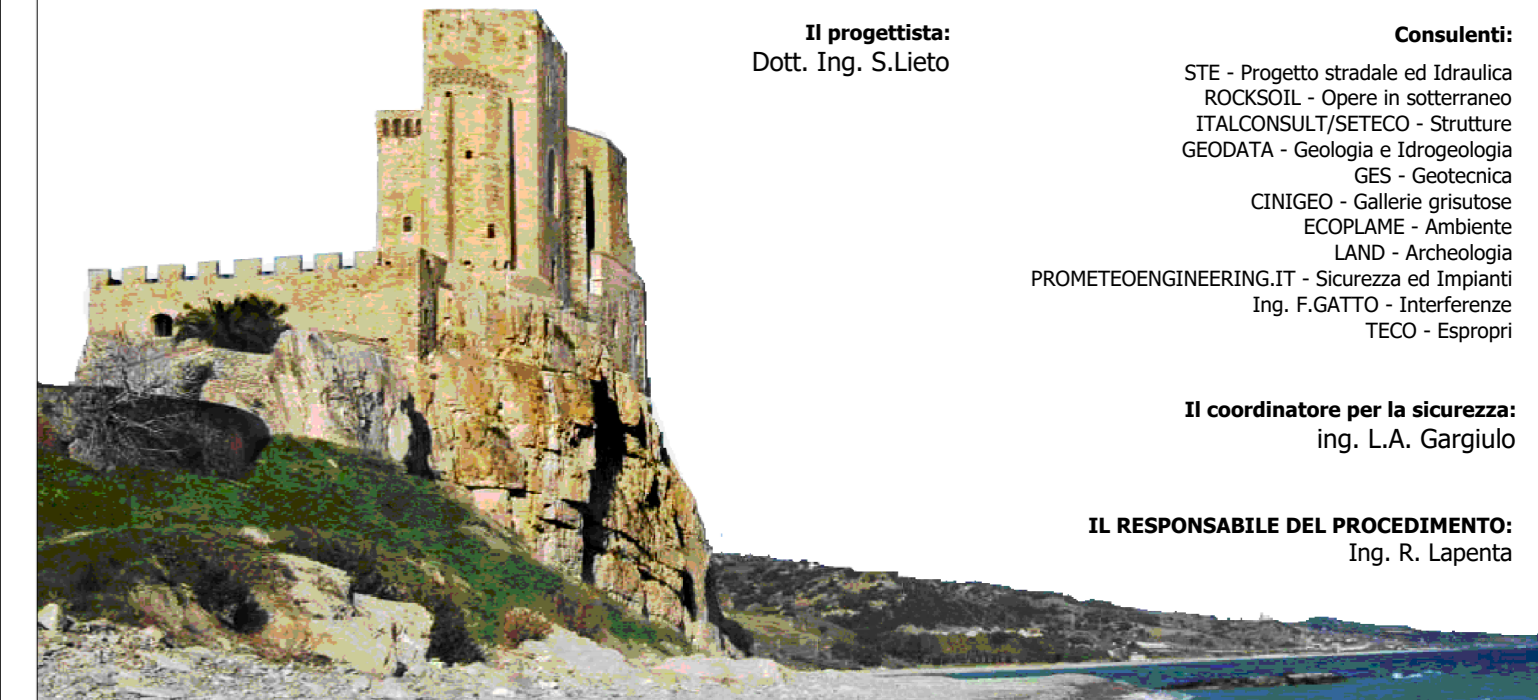 Il progettista:
Dott. Ing. S.Lieto
Consulenti:
STE - Progetto stradale ed Idraulica
ROCKSOIL - Opere in sotterraneo
ITALCONSULT/SETECO - Strutture
GEODATA - Geologia e Idrogeologia
GES - Geotecnica
CINIGEO - Gallerie grisutose
ECOPLAME - Ambiente
LAND - Archeologia
PROMETEOENGINEERING.IT - Sicurezza ed Impianti
Ing. F.GATTO - Interferenze
TECO - Espropri
Il coordinatore per la sicurezza:
ing. L.A. Gargiulo
IL RESPONSABILE DEL PROCEDIMENTO:
Ing. R. Lapenta